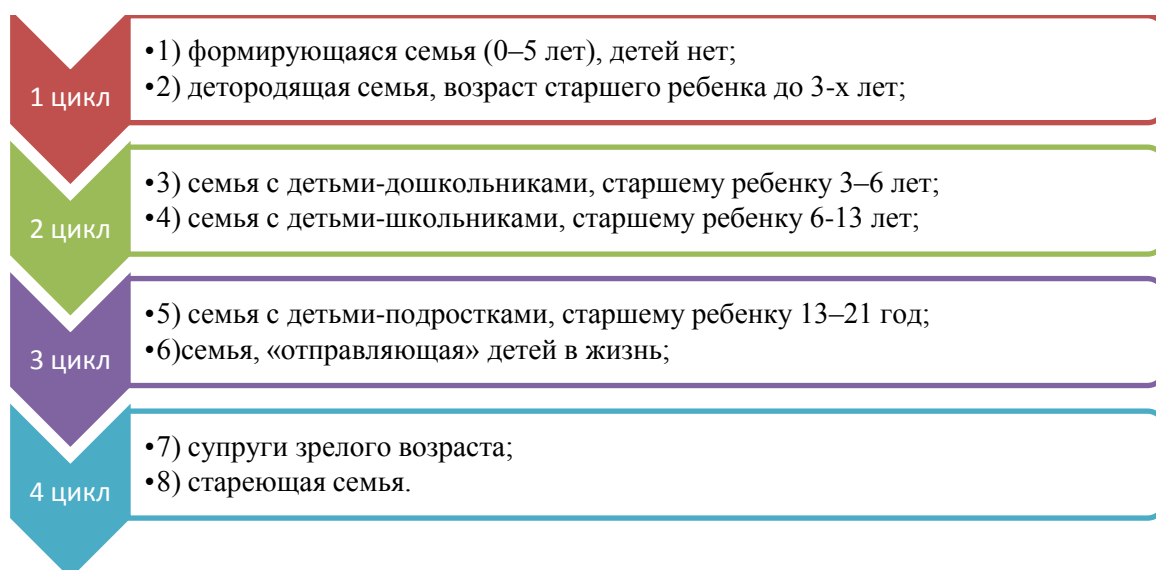 1 цикл
•1) формирующаяся семья (0–5 лет), детей нет;
•2) детородящая семья, возраст старшего ребенка до 3-х лет;
2 цикл
•3) семья с детьми-дошкольниками, старшему ребенку 3–6 лет;
•4) семья с детьми-школьниками, старшему ребенку 6-13 лет;
3 цикл
•5) семья с детьми-подростками, старшему ребенку 13–21 год;
•6)семья, «отправляющая» детей в жизнь;
4 цикл
•7) супруги зрелого возраста;
•8) стареющая семья.